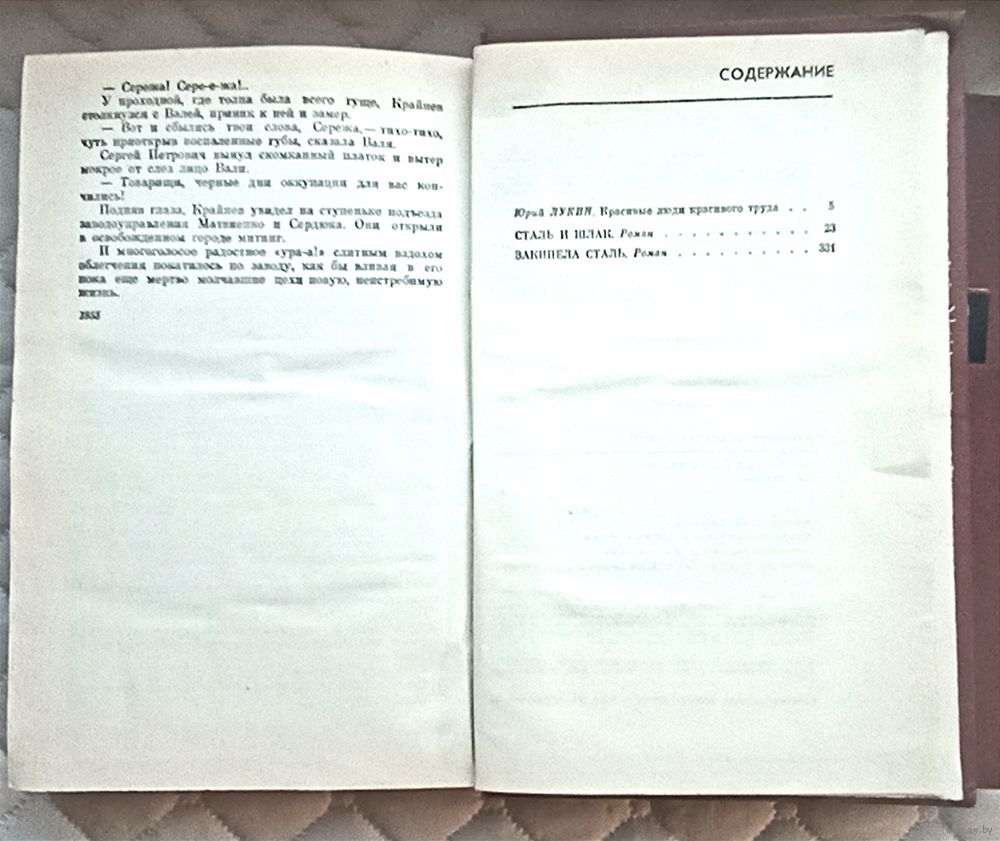 — Сережа! Сере-е-жа!..
У проходной, где толпа была всего гуще, Крайнев
столкнулся с Валей, приник к ней и замер.
— Вот и сбылись твои слова, Сережа,— тихо-тихо,
чуть приоткрыв воспаленные губы, сказала Валя.
Сергей Петрович вынул скомканный платок и вытер
мокрое от слез лицо Вали.
— Товарищи, черные дни оккупации для вас кон-
чились!
Подняв глаза, Крайнев увидел на ступеньке подъезда
заводоуправления Матвиенко и Сердюка. Они открыли
в освобожденном городе митинг.
И многоголосое радостное «ура-а!» слитным вздохом
облегчения покатилось по заводу, как бы вливая в его
пока еще мертво молчавшие цехи новую, неистребимую
жизнь.
СОДЕРЖАНИЕ
Юрий ЛУКИН. Красивые люди красивого труда . . 5
СТАЛЬ И ШЛАК. Роман . . . . . . . . . . 23
ЗАКИПЕЛА СТАЛЬ. Роман . . . . . . . . . 331